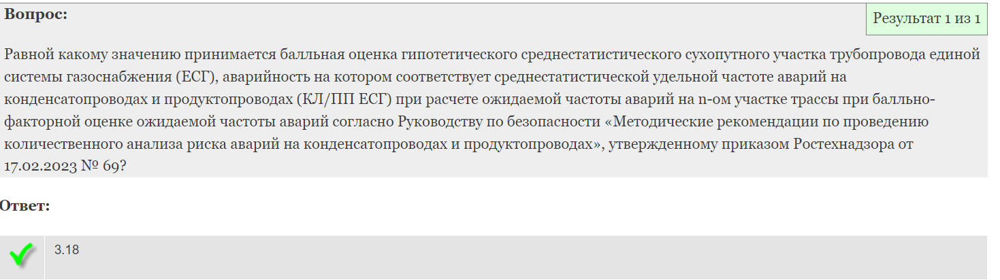 Вопрос:
Результат 1 из 1
Равной какому значению принимается балльная оценка гипотетического среднестатистического сухопутного участка трубопровода единой
системы газоснабжения (ЕСГ), аварийность на котором соответствует среднестатистической удельной частоте аварий на
конденсатопроводах и продуктопроводах (КЛ/ПП ЕСГ) при расчете ожидаемой частоты аварий на n-ом участке трассы при балльно-
факторной оценке ожидаемой частоты аварий согласно Руководству по безопасности «Методические рекомендации по проведению
количественного анализа риска аварий на конденсатопроводах и продуктопроводах», утвержденному приказом Ростехнадзора от
17.02.2023 № 69?
Ответ:
3.18